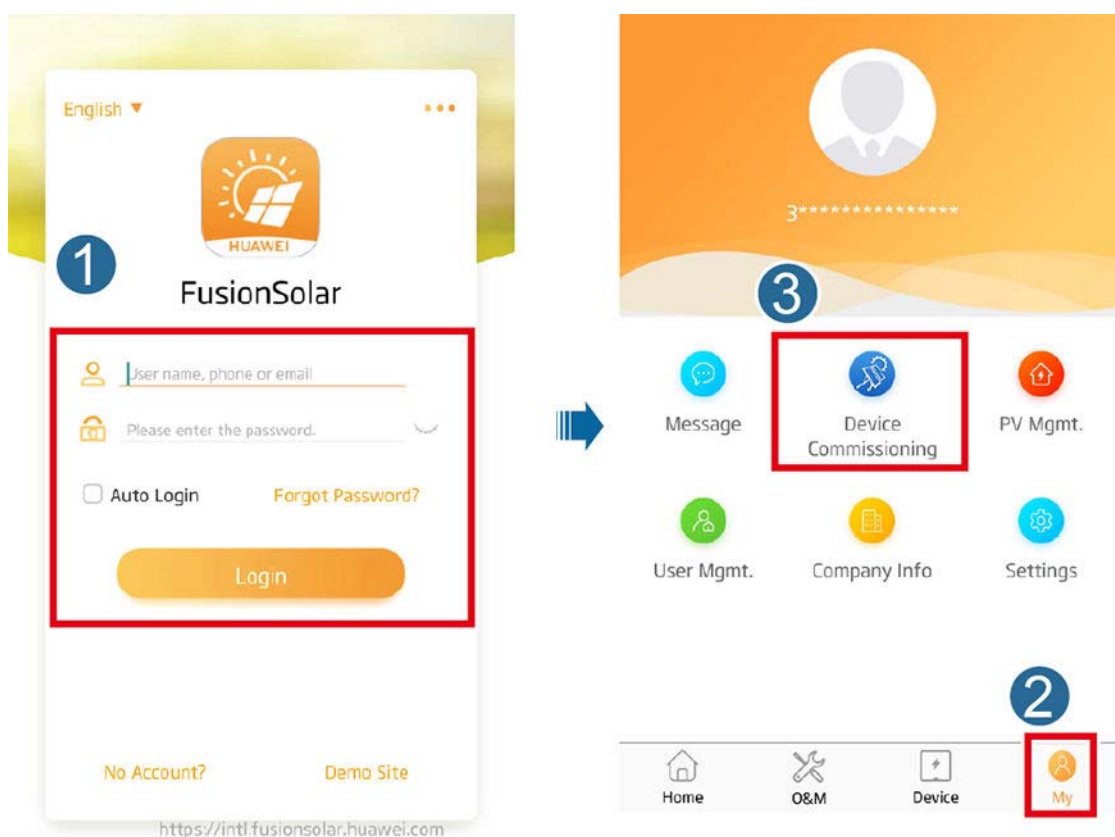 English ▼
HUAWEI
1
FusionSolar
User name, phone or email
Please enter the password.
Auto Login Forgot Password?
Login
No Account? Demo Site
https://intl.fusionsolar.huawei.com
3***************
3
Message Device Commissioning PV Mgmt.
User Mgmt. Company Info Settings
2
Home O&M Device My